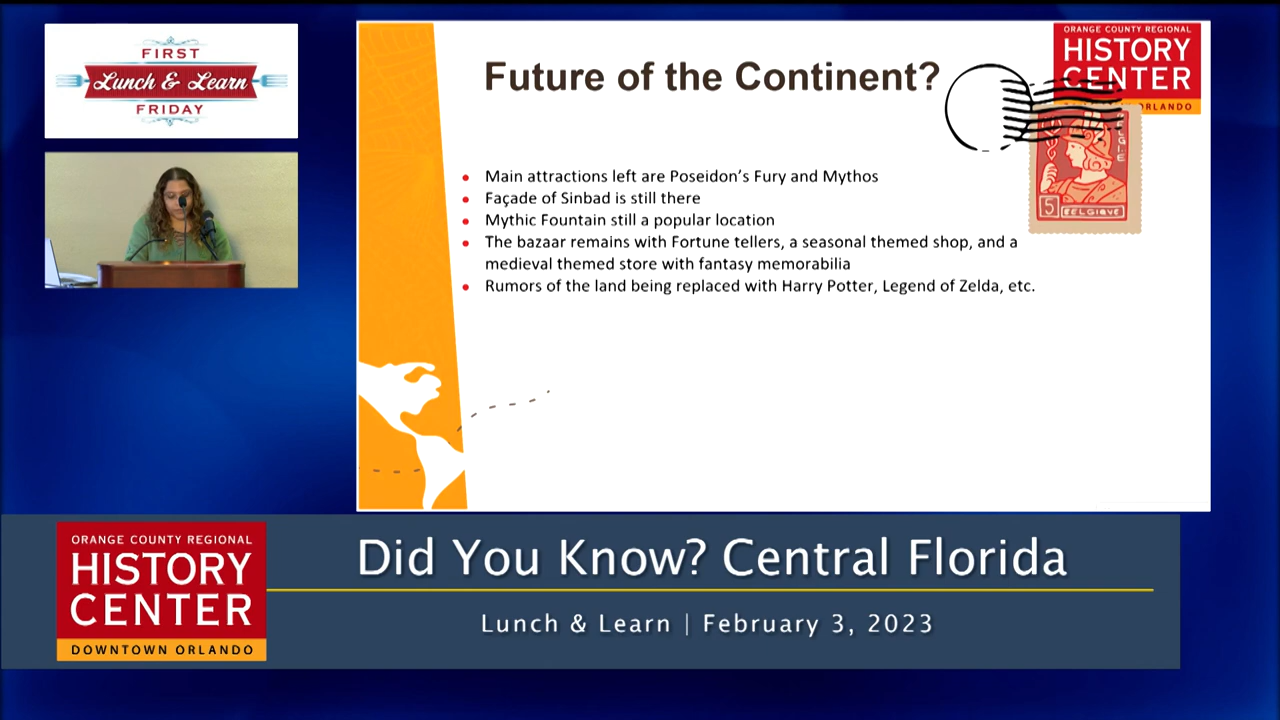 FIRST
Lunch & Learn
FRIDAY
Future of the Continent?
ORANGE COUNTY REGIONAL
HISTORY
CENTER
ORLANDO
5
BELGIQUE
Main attractions left are Poseidon's Fury and Mythos
Façade of Sinbad is still there
Mythic Fountain still a popular location
The bazaar remains with Fortune tellers, a seasonal themed shop, and a
medieval themed store with fantasy memorabilia
Rumors of the land being replaced with Harry Potter, Legend of Zelda, etc.
ORANGE COUNTY REGIONAL
HISTORY
CENTER
DOWNTOWN ORLANDO
Did You Know? Central Florida
Lunch & Learn | February 3, 2023